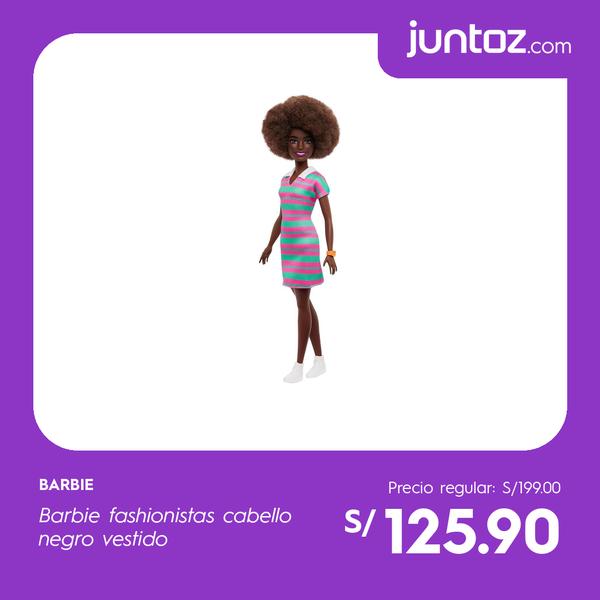 juntoz.com
BARBIE
Barbie fashionistas cabello
negro vestido
Precio regular: S/199.00
S/125.90